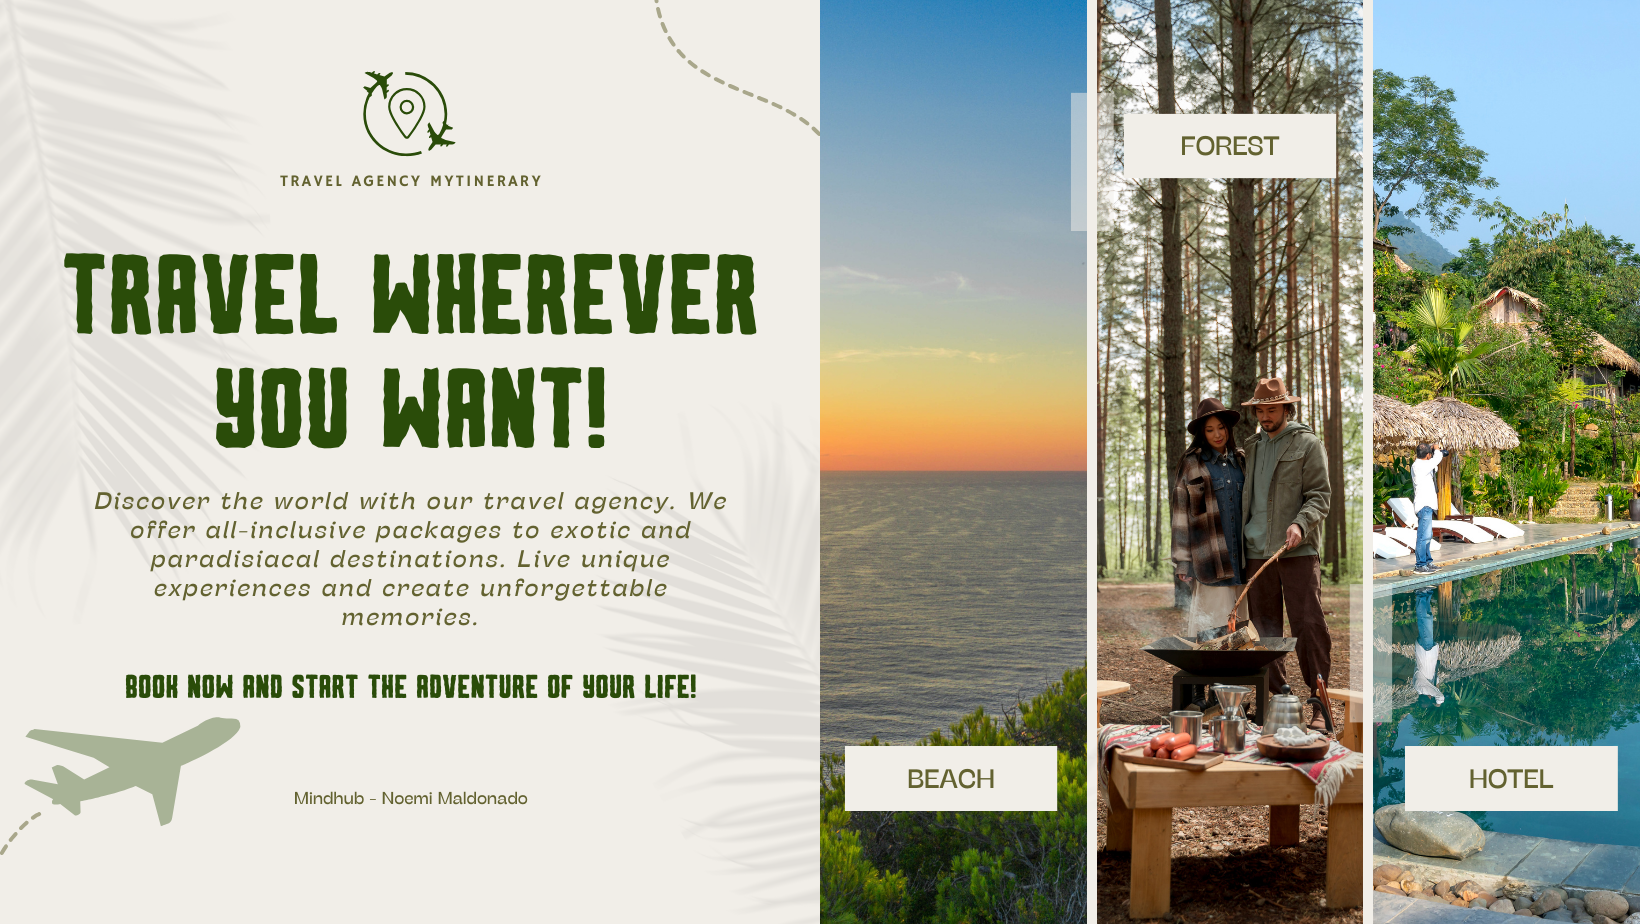 TRAVEL AGENCY MYTINERARY
TRAVEL WHEREVER
YOU WANT!
Discover the world with our travel agency. We
offer all-inclusive packages to exotic and
paradisiacal destinations. Live unique
experiences and create unforgettable
memories.
BOOK NOW AND START THE ADVENTURE OF YOUR LIFE!
Mindhub - Noemi Maldonado
BEACH
FOREST
HOTEL